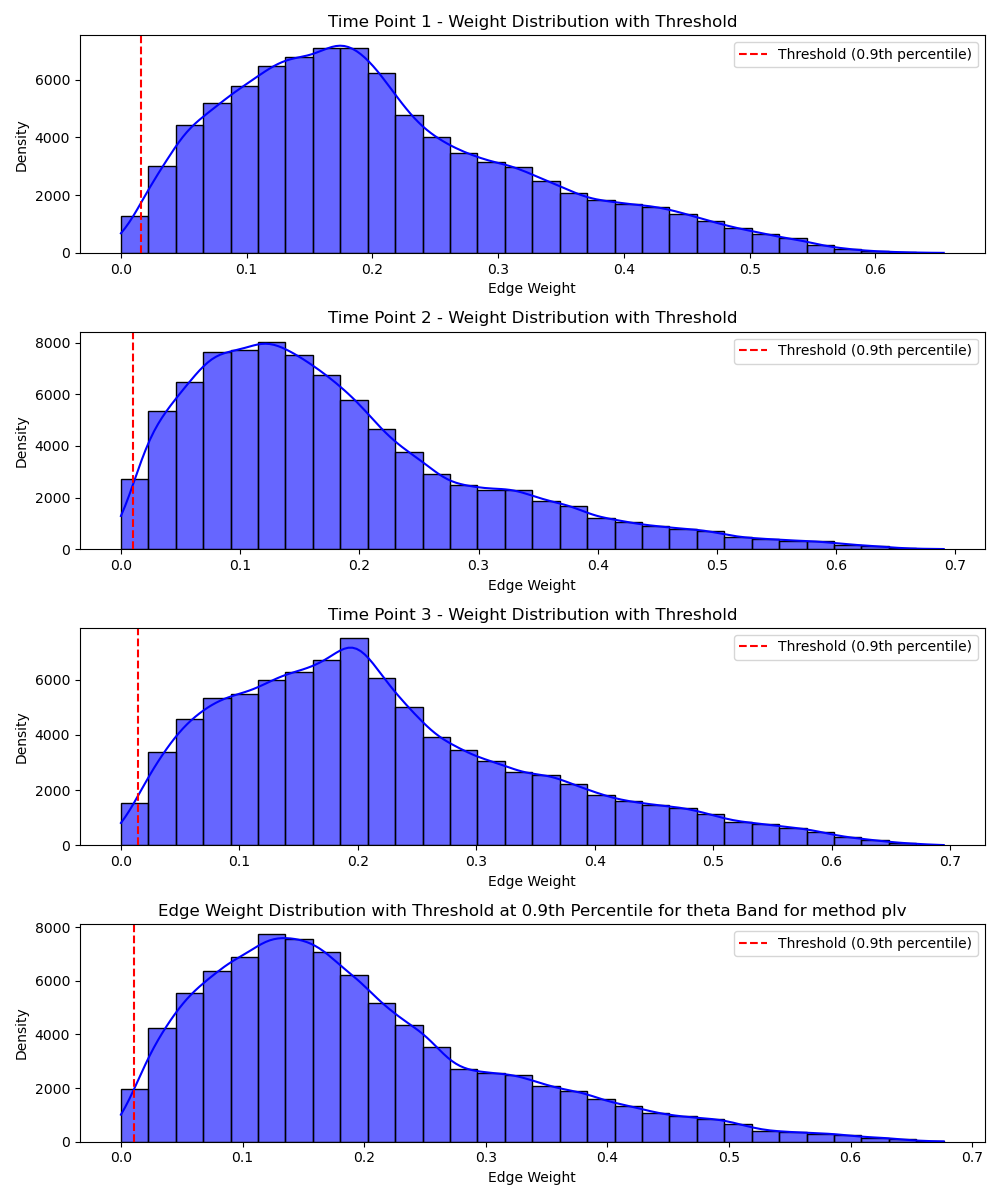 Time Point 1 - Weight Distribution with Threshold
Threshold (0.9th percentile)
Density
6000
4000
2000
0
0.0 0.1 0.2 0.3 0.4 0.5 0.6
Edge Weight
Time Point 2 - Weight Distribution with Threshold
Threshold (0.9th percentile)
Density
8000
6000
4000
2000
0
0.0 0.1 0.2 0.3 0.4 0.5 0.6 0.7
Edge Weight
Time Point 3 - Weight Distribution with Threshold
Threshold (0.9th percentile)
Density
6000
4000
2000
0
0.0 0.1 0.2 0.3 0.4 0.5 0.6 0.7
Edge Weight
Edge Weight Distribution with Threshold at 0.9th Percentile for theta Band for method plv
Threshold (0.9th percentile)
Density
8000
6000
4000
2000
0
0.0 0.1 0.2 0.3 0.4 0.5 0.6 0.7
Edge Weight